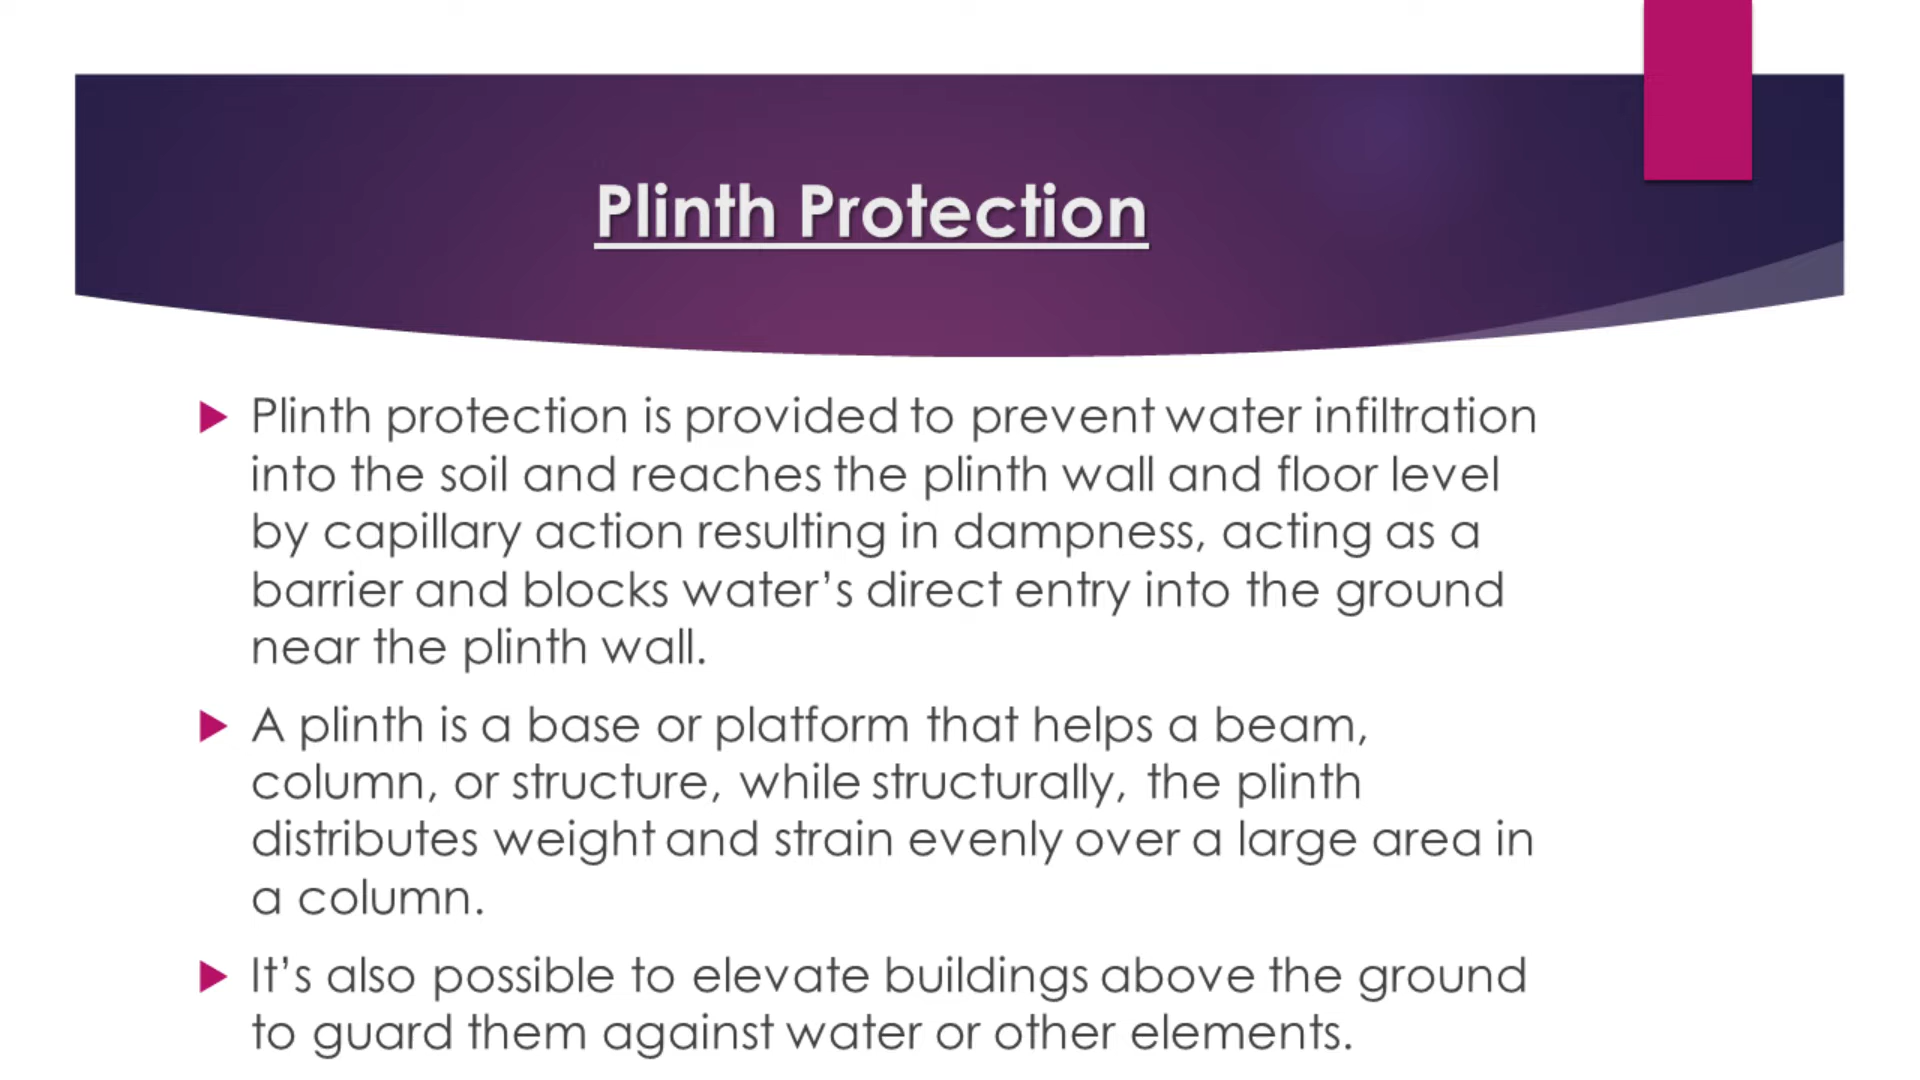 Plinth Protection
Plinth protection is provided to prevent water infiltration
into the soil and reaches the plinth wall and floor level
by capillary action resulting in dampness, acting as a
barrier and blocks water’s direct entry into the ground
near the plinth wall.
A plinth is a base or platform that helps a beam,
column, or structure, while structurally, the plinth
distributes weight and strain evenly over a large area in
a column.
It’s also possible to elevate buildings above the ground
to guard them against water or other elements.